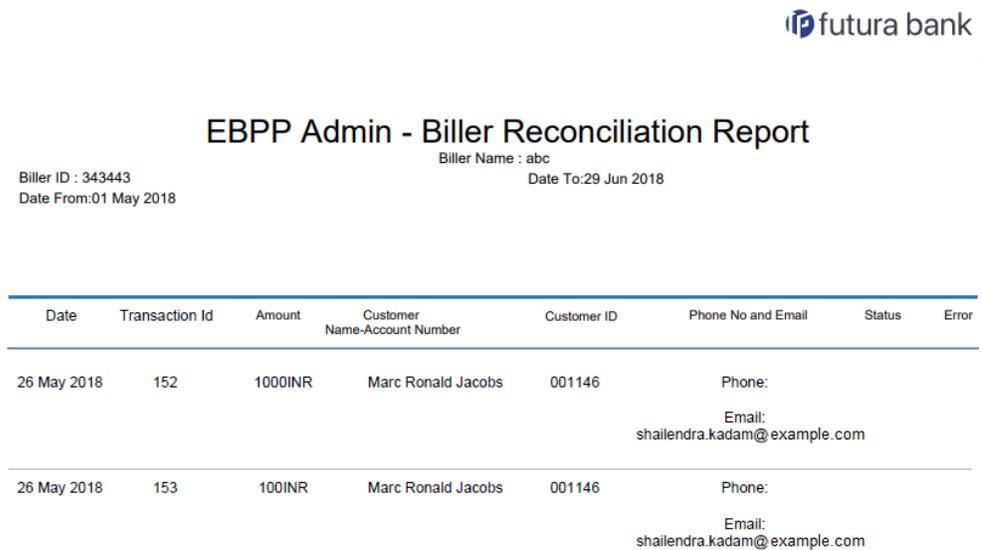 futura bank
EBPP Admin - Biller Reconciliation Report
Biller Name : abc
Biller ID : 343443
Date To:29 Jun 2018
Date From:01 May 2018
Date Transaction Id Amount Customer Name-Account Number Customer ID Phone No and Email Status Error
26 May 2018 152 1000INR Marc Ronald Jacobs 001146 Phone:
Email:
shailendra.kadam@example.com
26 May 2018 153 100INR Marc Ronald Jacobs 001146 Phone:
Email:
shailendra.kadam@example.com